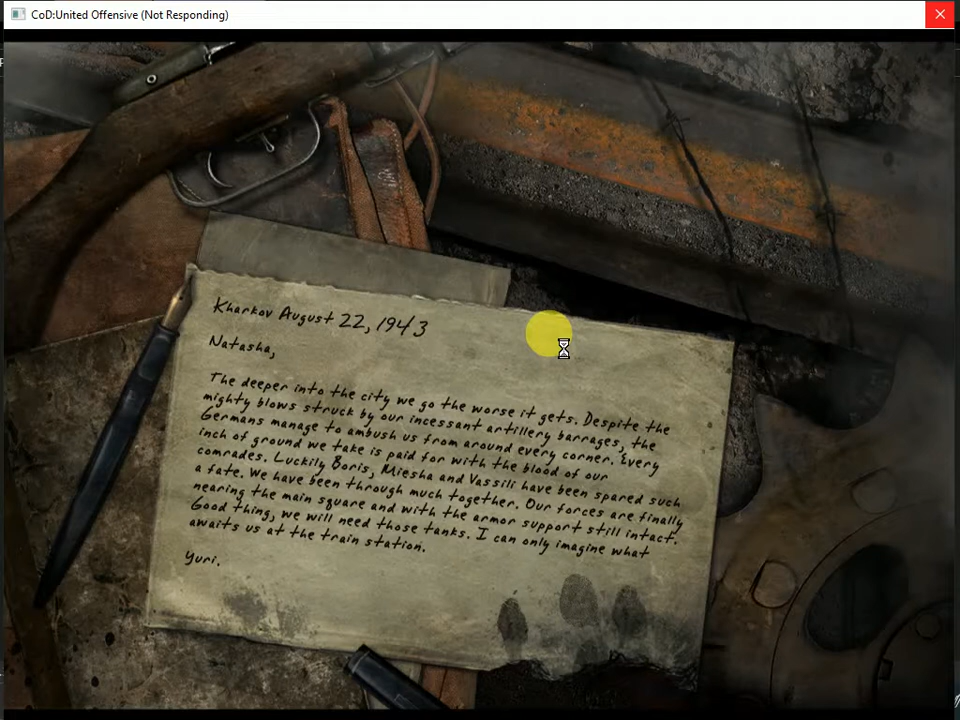 CoD:United Offensive (Not Responding)
Kharkov August 22, 1943
Natasha,
The deeper into the city we go the worse it gets. Despite the
mighty blows struck by our incessant artillery barrages, the
Germans manage to ambush us from around every corner. Every
inch of ground we take is paid for with the blood of our
comrades. Luckily Boris, Miesha and Vassili have been spared such
a fate. We have been through much together. Our forces are finally
nearing the main square and with the armor support still intact.
Good thing, we will need those tanks. I can only imagine what
awaits us at the train station.
Yuri.